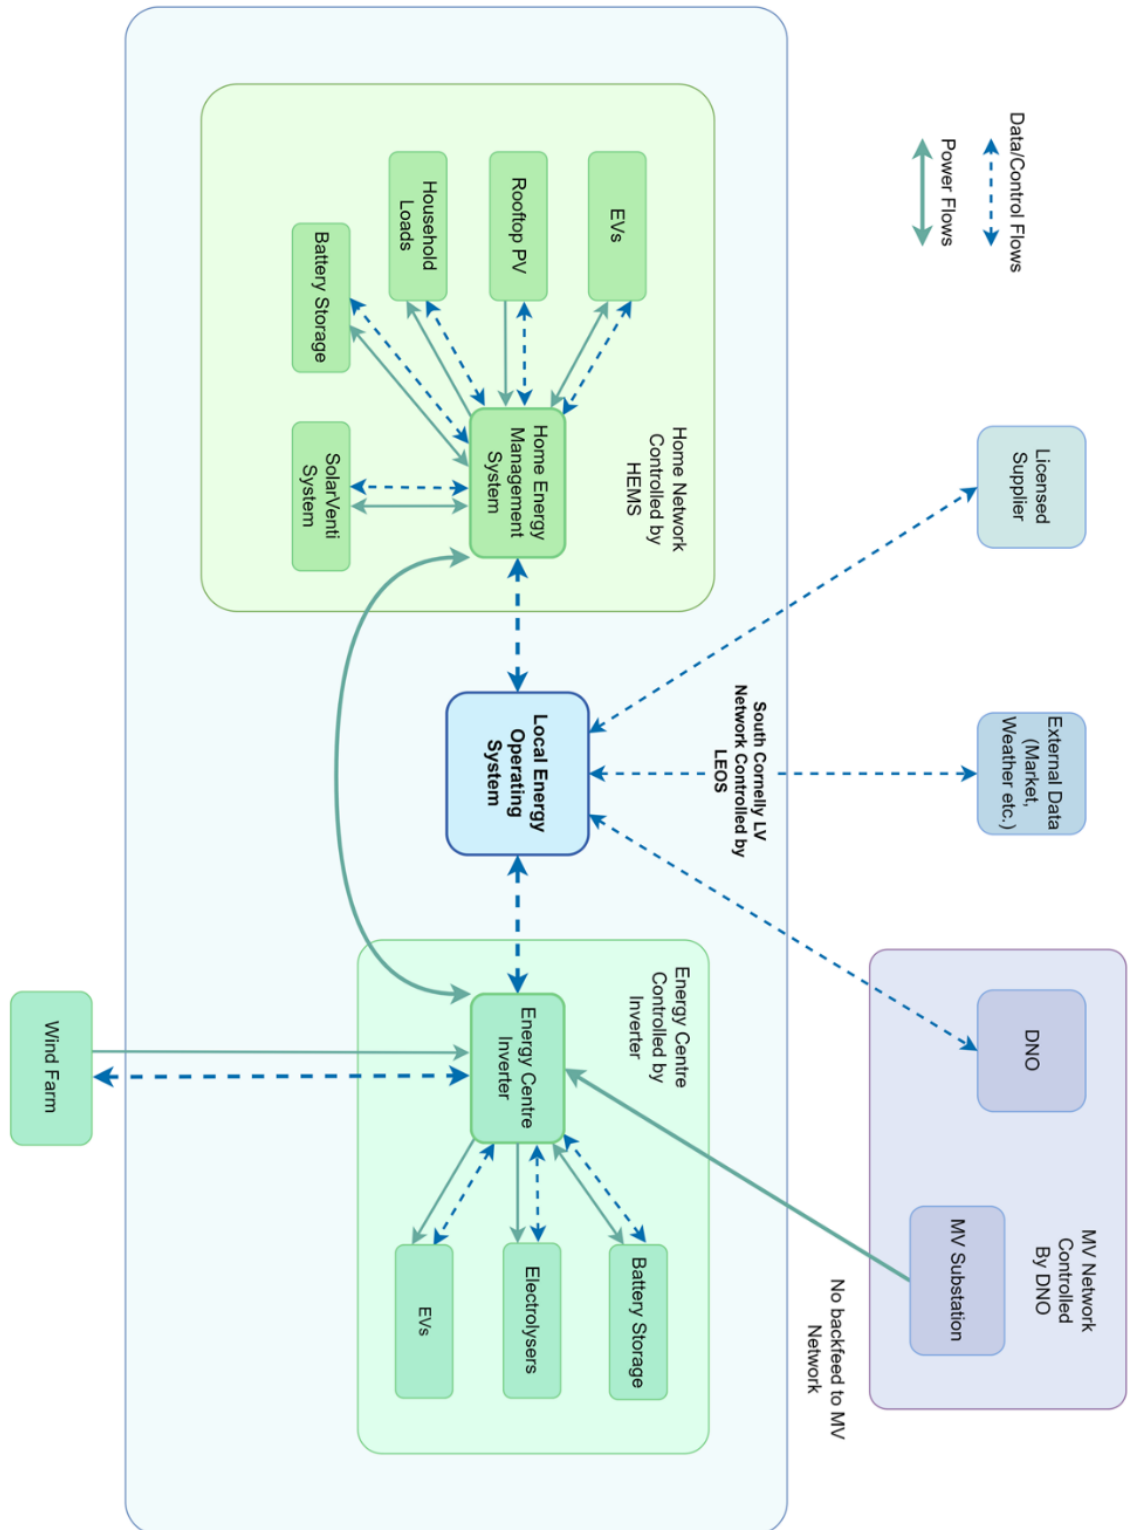 Data/Control Flows
Power Flows
Licensed
Supplier
External Data
(Market,
Weather etc.)
DNO
MV Network
Controlled
By DNO
MV Substation
No backfeed to MV
Network
South Cornelly LV
Network Controlled by
LEOS
Home Network
Controlled by
HEMS
EVs
Rooftop PV
Household
Loads
Battery Storage
SolarVenti
System
Home Energy
Management
System
Local Energy
Operating
System
Energy Centre
Controlled by
Inverter
Energy Centre
Inverter
Battery Storage
Electrolysers
EVs
Wind Farm